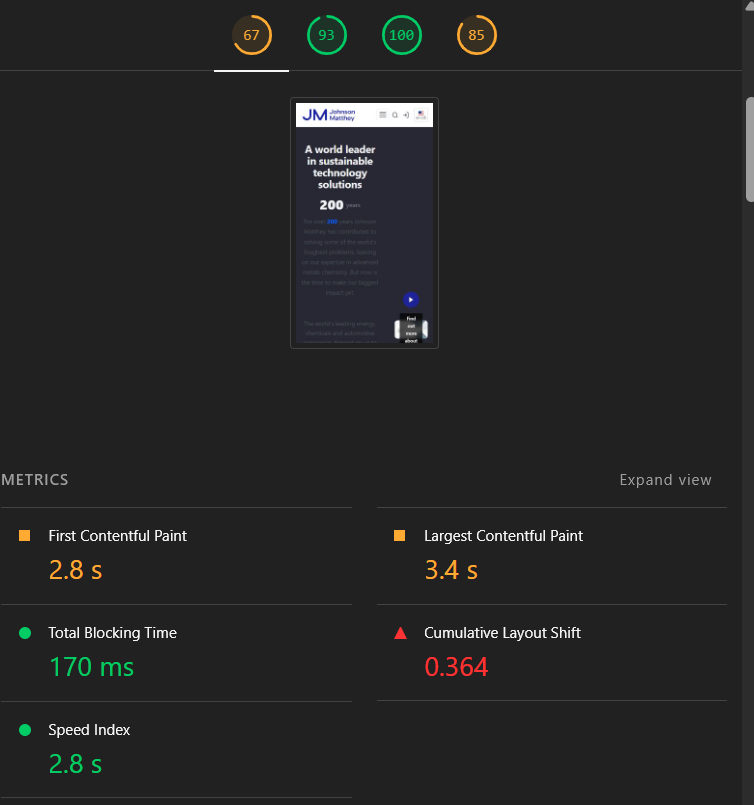 67 93 100 85
JM Johnson Matthey
A world leader
in sustainable
technology
solutions
200 years
For over 200 years Johnson
Matthey has contributed to
solving some of the world's
toughest problems, leaning
on our expertise in advanced
metals chemistry. But now is
the time to make our biggest
impact yet.
The world's leading energy,
chemicals and automotive
find
out
more
about
METRICS
Expand view
First Contentful Paint
2.8 s
Largest Contentful Paint
3.4 s
Total Blocking Time
170 ms
Cumulative Layout Shift
0.364
Speed Index
2.8 s